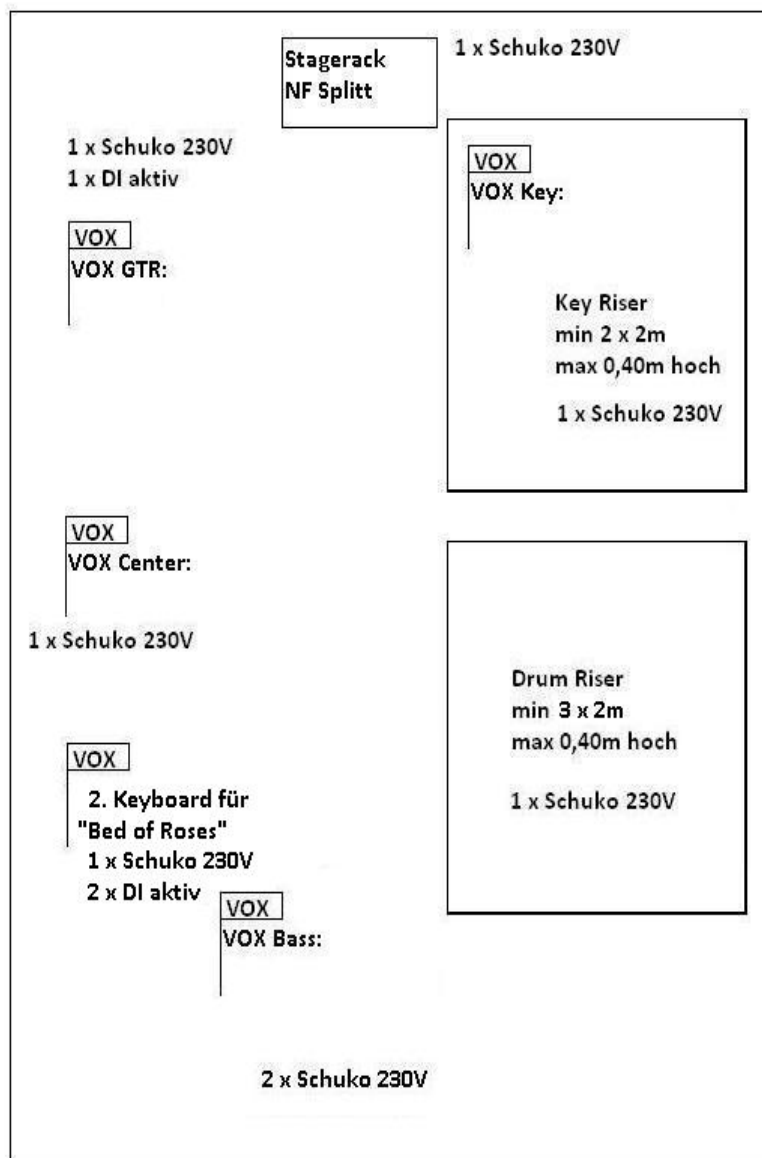 Stagerack
NF Splitt
1 x Schuko 230V
1 x Schuko 230V
1 x DI aktiv
VOX
VOX GTR:
VOX
VOX Key:
Key Riser
min 2 x 2m
max 0,40m hoch
1 x Schuko 230V
VOX
VOX Center:
1 x Schuko 230V
Drum Riser
min 3 x 2m
max 0,40m hoch
1 x Schuko 230V
VOX
2. Keyboard für
"Bed of Roses"
1 x Schuko 230V
2 x DI aktiv
VOX
VOX Bass:
2 x Schuko 230V